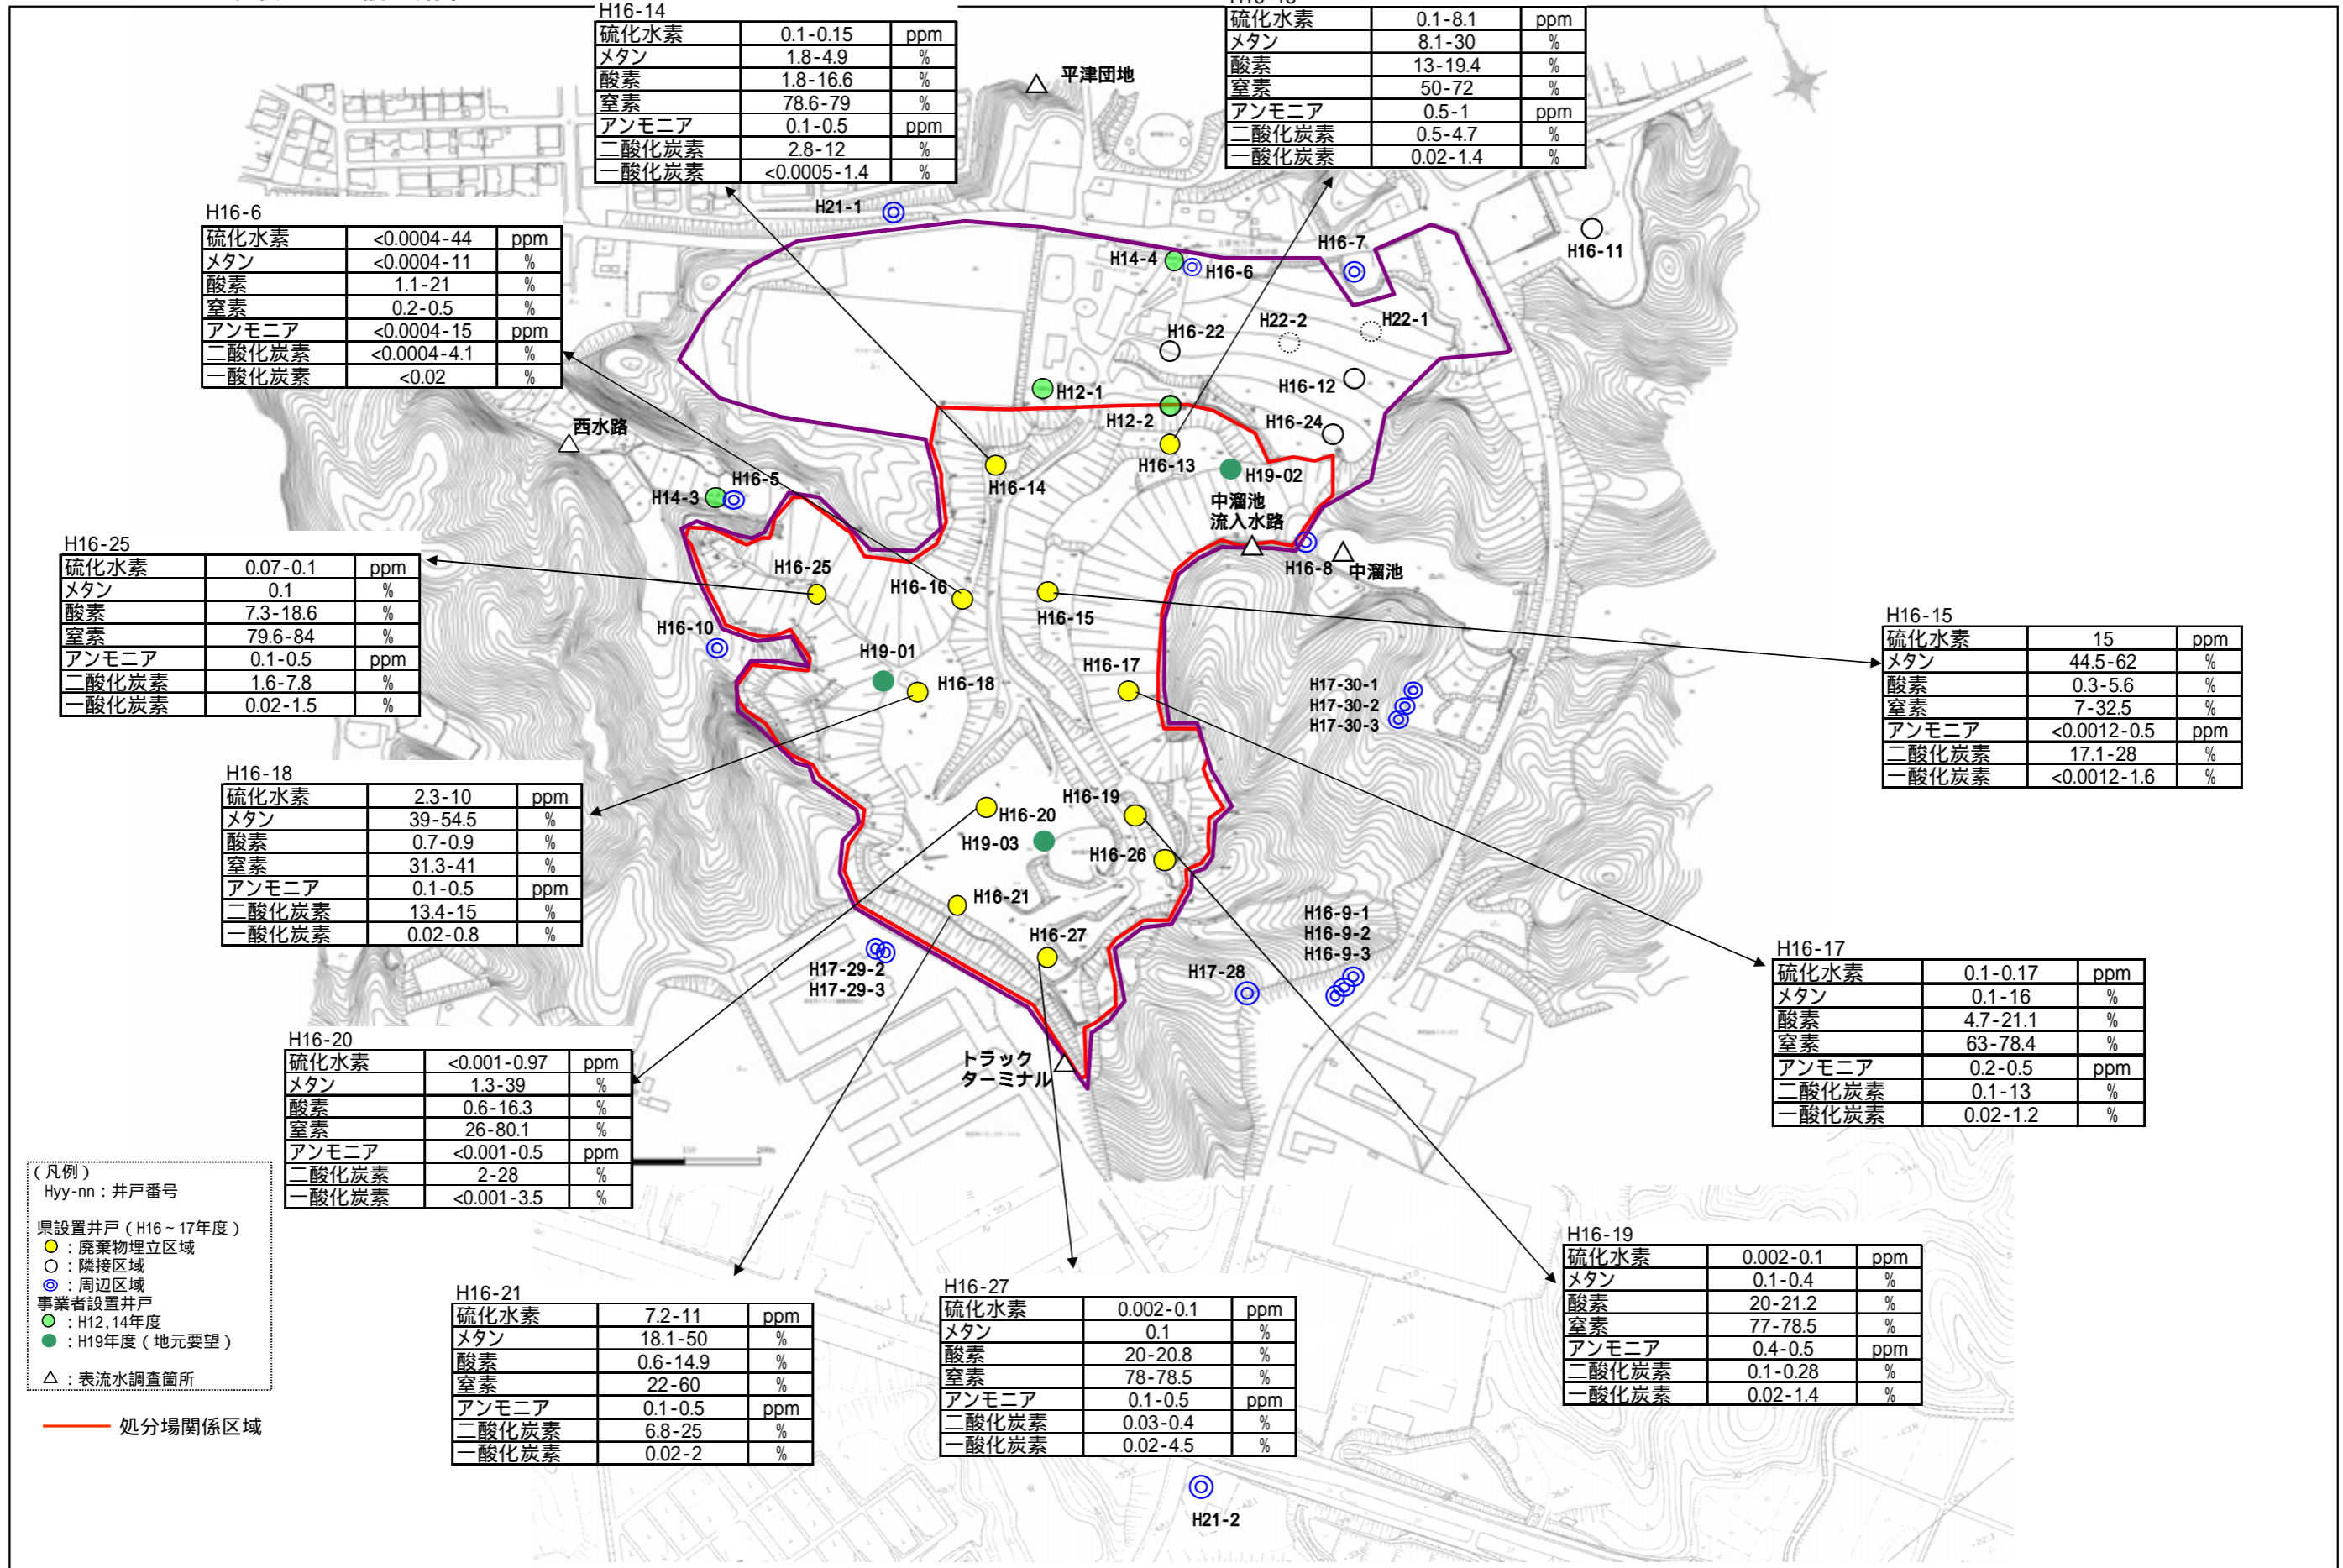 H16-14
硫化水素 0.1-0.15 ppm
メタン 1.8-4.9 %
酸素 1.8-16.6 %
窒素 78.6-79 %
アンモニア 0.1-0.5 ppm
二酸化炭素 2.8-12 %
一酸化炭素 <0.0005-1.4 %
硫化水素 0.1-8.1 ppm
メタン 8.1-30 %
酸素 13-19.4 %
窒素 50-72 %
アンモニア 0.5-1 ppm
二酸化炭素 0.5-4.7 %
一酸化炭素 0.02-1.4 %
平津団地
H16-6
硫化水素 <0.0004-44 ppm
メタン <0.0004-11 %
酸素 1.1-21 %
窒素 0.2-0.5 %
アンモニア <0.0004-15 ppm
二酸化炭素 <0.0004-4.1 %
一酸化炭素 <0.02 %
H21-1
H14-4
H16-6
H16-7
H16-11
H16-22
H22-2
H22-1
H12-1
H16-12
H12-2
H16-24
西水路
H16-13
H19-02
H16-14
H14-3
H16-5
中溜池
流入水路
H16-8
中溜池
H16-25
硫化水素 0.07-0.1 ppm
メタン 0.1 %
酸素 7.3-18.6 %
窒素 79.6-84 %
アンモニア 0.1-0.5 ppm
二酸化炭素 1.6-7.8 %
一酸化炭素 0.02-1.5 %
H16-25
H16-16
H16-15
H16-10
H19-01
H16-18
H16-17
H17-30-1
H17-30-2
H17-30-3
H16-15
硫化水素 15 ppm
メタン 44.5-62 %
酸素 0.3-5.6 %
窒素 7-32.5 %
アンモニア <0.0012-0.5 ppm
二酸化炭素 17.1-28 %
一酸化炭素 <0.0012-1.6 %
H16-18
硫化水素 2.3-10 ppm
メタン 39-54.5 %
酸素 0.7-0.9 %
窒素 31.3-41 %
アンモニア 0.1-0.5 ppm
二酸化炭素 13.4-15 %
一酸化炭素 0.02-0.8 %
H16-19
H16-20
H19-03
H16-26
H16-21
H16-27
H17-29-2
H17-29-3
H17-28
H16-9-1
H16-9-2
H16-9-3
トラック
ターミナル
H16-17
硫化水素 0.1-0.17 ppm
メタン 0.1-16 %
酸素 4.7-21.1 %
窒素 63-78.4 %
アンモニア 0.2-0.5 ppm
二酸化炭素 0.1-13 %
一酸化炭素 0.02-1.2 %
H16-20
硫化水素 <0.001-0.97 ppm
メタン 1.3-39 %
酸素 0.6-16.3 %
窒素 26-80.1 %
アンモニア <0.001-0.5 ppm
二酸化炭素 2-28 %
一酸化炭素 <0.001-3.5 %
150 200m
(凡例)
Hyy-nn:井戸番号
県設置井戸(H16~17年度)
:廃棄物埋立区域
:隣接区域
:周辺区域
事業者設置井戸
:H12,14年度
:H19年度(地元要望)
:表流水調査箇所
処分場関係区域
H16-21
硫化水素 7.2-11 ppm
メタン 18.1-50 %
酸素 0.6-14.9 %
窒素 22-60 %
アンモニア 0.1-0.5 ppm
二酸化炭素 6.8-25 %
一酸化炭素 0.02-2 %
H16-27
硫化水素 0.002-0.1 ppm
メタン 0.1 %
酸素 20-20.8 %
窒素 78-78.5 %
アンモニア 0.1-0.5 ppm
二酸化炭素 0.03-0.4 %
一酸化炭素 0.02-4.5 %
H16-19
硫化水素 0.002-0.1 ppm
メタン 0.1-0.4 %
酸素 20-21.2 %
窒素 77-78.5 %
アンモニア 0.4-0.5 ppm
二酸化炭素 0.1-0.28 %
一酸化炭素 0.02-1.4 %
H21-2